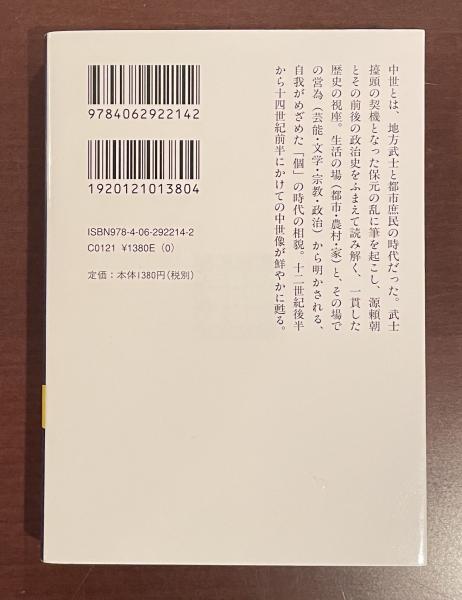 9784062922142
1920121013804
ISBN978-4-06-292214-2
C0121 ¥1380E (0)
定価：本体1380円（税別）
中世とは、地方武士と都市庶民の時代だった。武士
擡頭の契機となった保元の乱に筆を起こし、源頼朝
とその前後の政治史をふまえて読み解く、一貫した
歴史の視座。生活の場（都市・農村・家）と、その場で
の営為（芸能・文学・宗教・政治）から明かされる、
自我がめざめた「個」の時代の相貌。十二世紀後半
から十四世紀前半にかけての中世像が鮮やかに甦る。